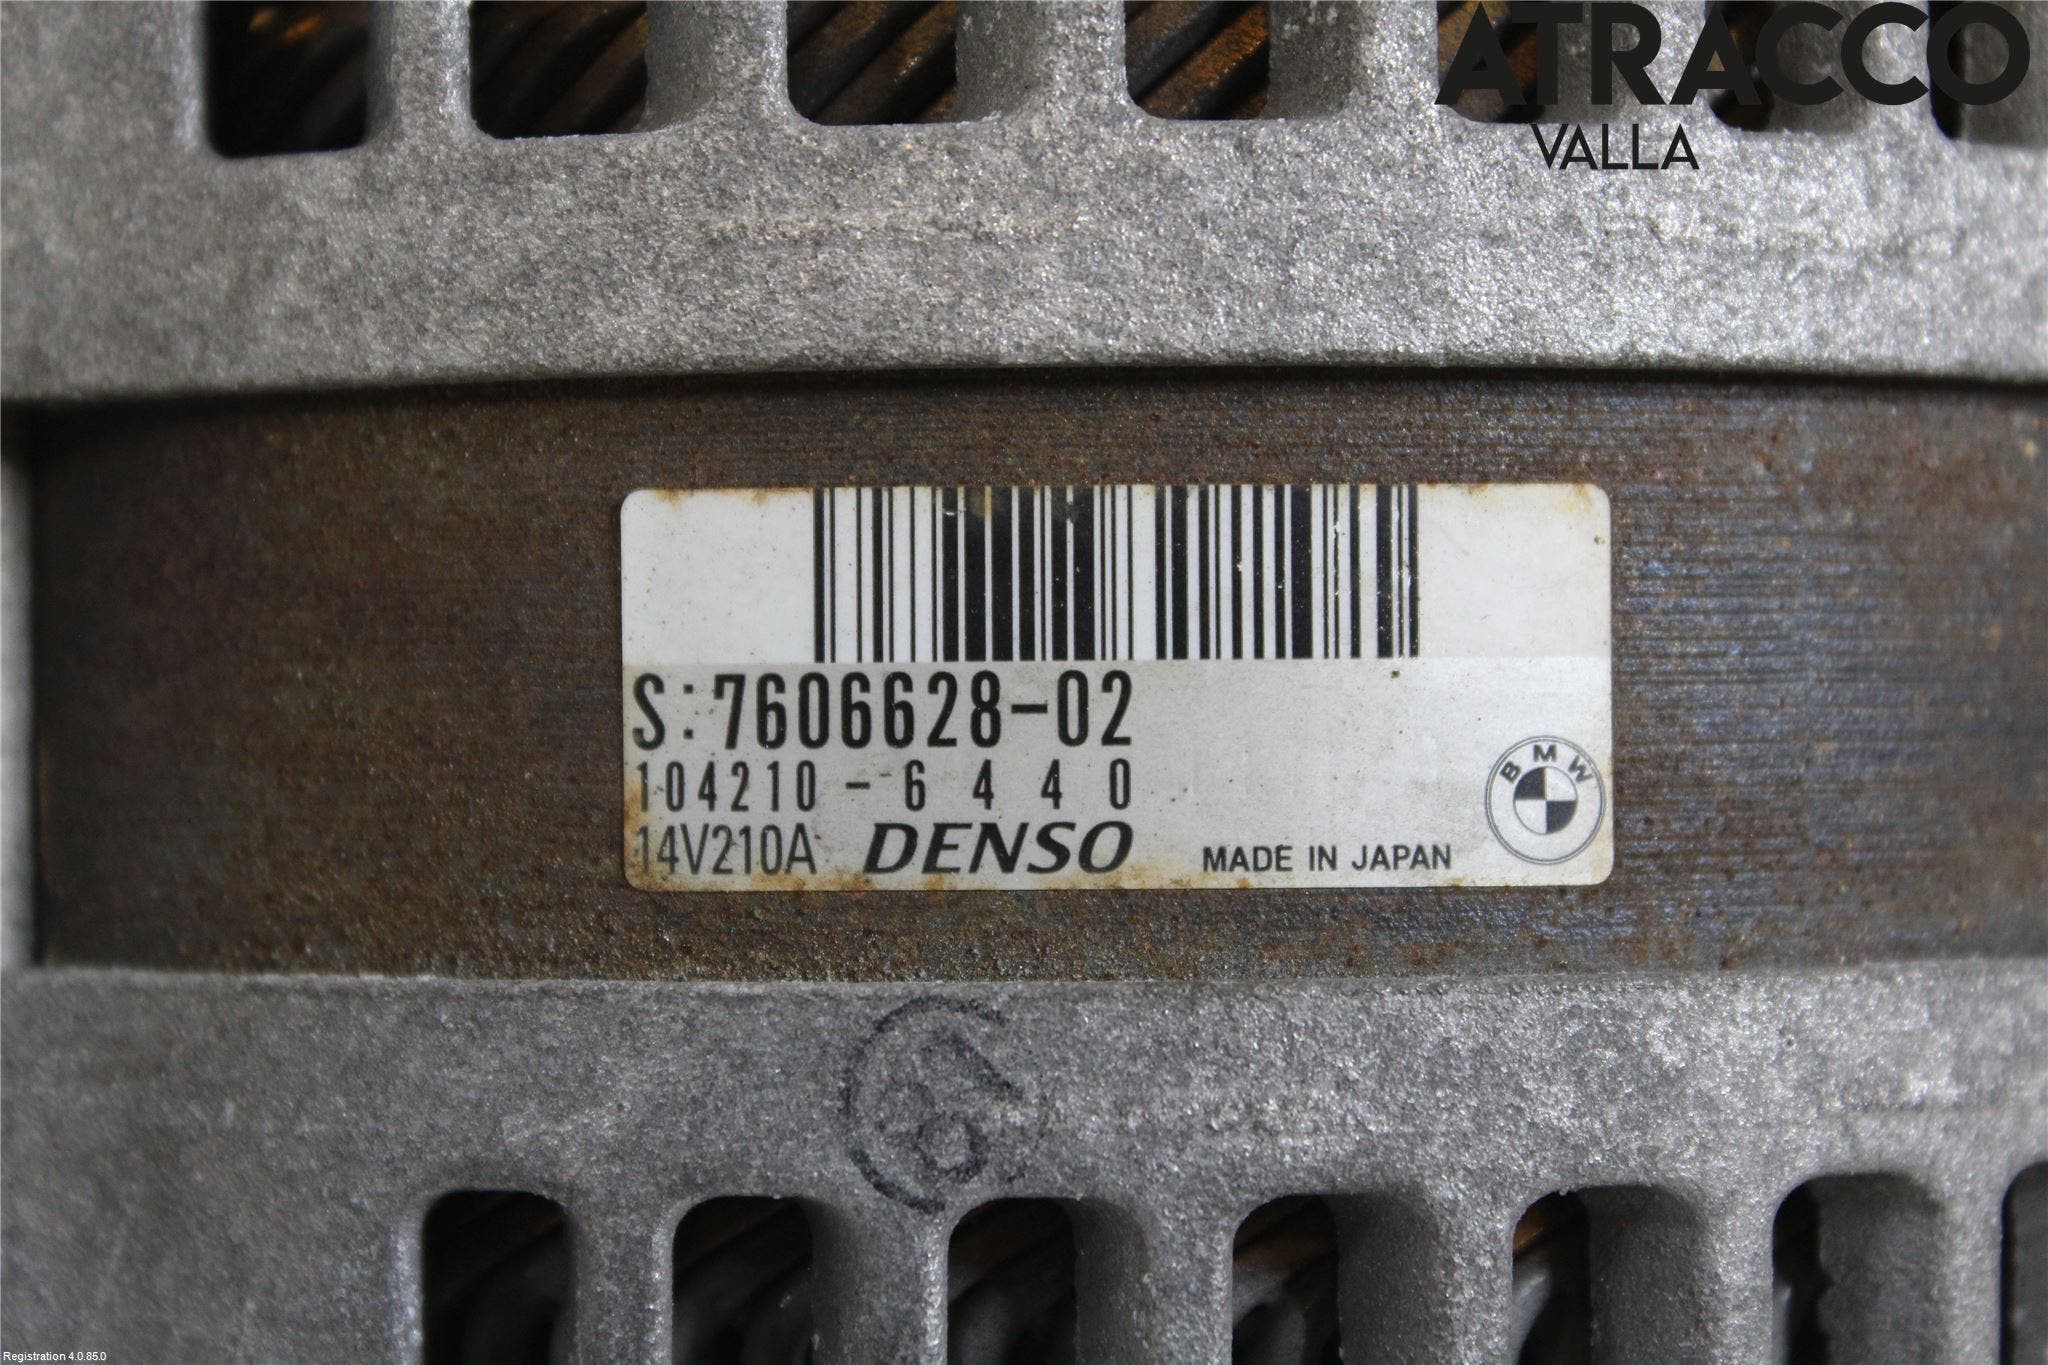 ATRACCO
VALLA
S:7606628-02
104210-6440
14V210A DENSO MADE IN JAPAN
BMW
Registration 4.0.85.0